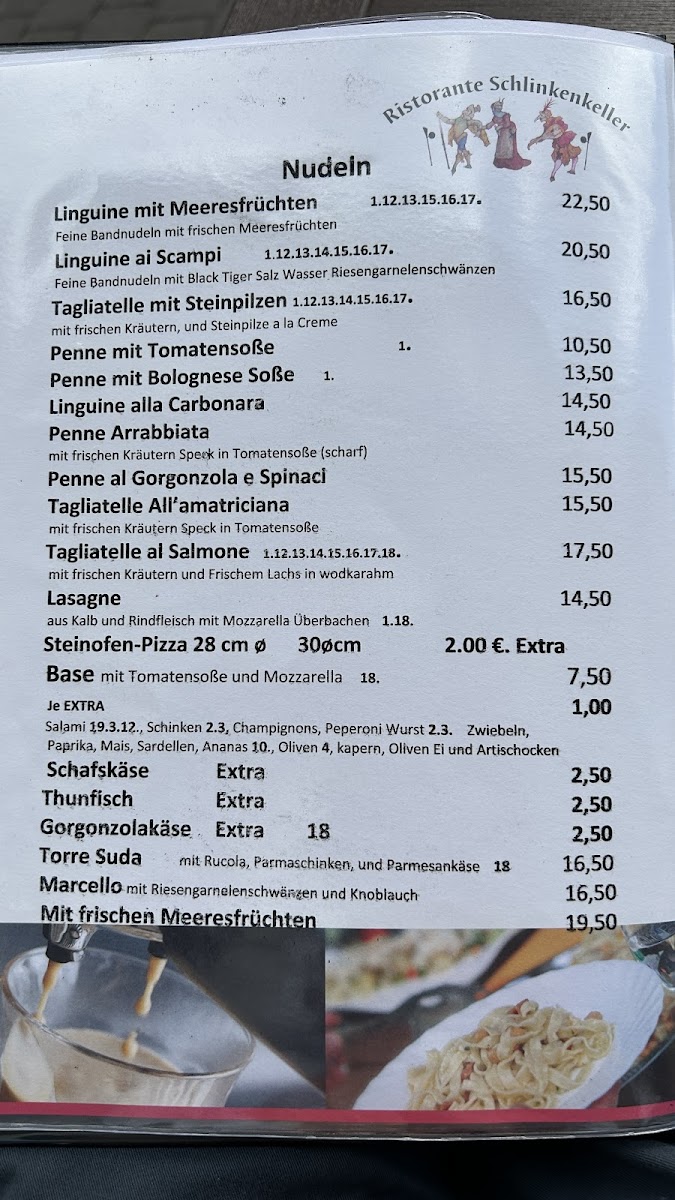 Ristorante Schlinkenkeller
Nudeln
Linguine mit Meeresfrüchten 1.12.13.15.16.17. 22,50
Feine Bandnudeln mit frischen Meeresfrüchten
Linguine ai Scampi 1.12.13.14.15.16.17. 20,50
Feine Bandnudeln mit Black Tiger Salz Wasser Riesengarnelenschwänzen
Tagliatelle mit Steinpilzen 1.12.13.14.15.16.17. 16,50
mit frischen Kräutern, und Steinpilze a la Creme
Penne mit Tomatensoße 1. 10,50
Penne mit Bolognese Soße 1. 13,50
Linguine alla Carbonara 14,50
Penne Arrabbiata 14,50
mit frischen Kräutern Speck in Tomatensoße (scharf)
Penne al Gorgonzola e Spinaci 15,50
Tagliatelle All'amatriciana 15,50
mit frischen Kräutern Speck in Tomatensoße
Tagliatelle al Salmone 1.12.13.14.15.16.17.18. 17,50
mit frischen Kräutern und Frischem Lachs in wodkarahm
Lasagne 14,50
aus Kalb und Rindfleisch mit Mozzarella Überbachen 1.18.
Steinofen-Pizza 28 cm ø 30øcm 2.00 €. Extra
Base mit Tomatensoße und Mozzarella 18. 7,50
Je EXTRA 1,00
Salami 19.3.12., Schinken 2.3, Champignons, Peperoni Wurst 2.3. Zwiebeln,
Paprika, Mais, Sardellen, Ananas 10., Oliven 4, kapern, Oliven Ei und Artischocken
Schafskäse Extra 2,50
Thunfisch Extra 2,50
Gorgonzolakäse Extra 18 2,50
Torre Suda mit Rucola, Parmaschinken, und Parmesankäse 18 16,50
Marcello mit Riesengarnelenschwänzen und Knoblauch 16,50
Mit frischen Meeresfrüchten 19,50